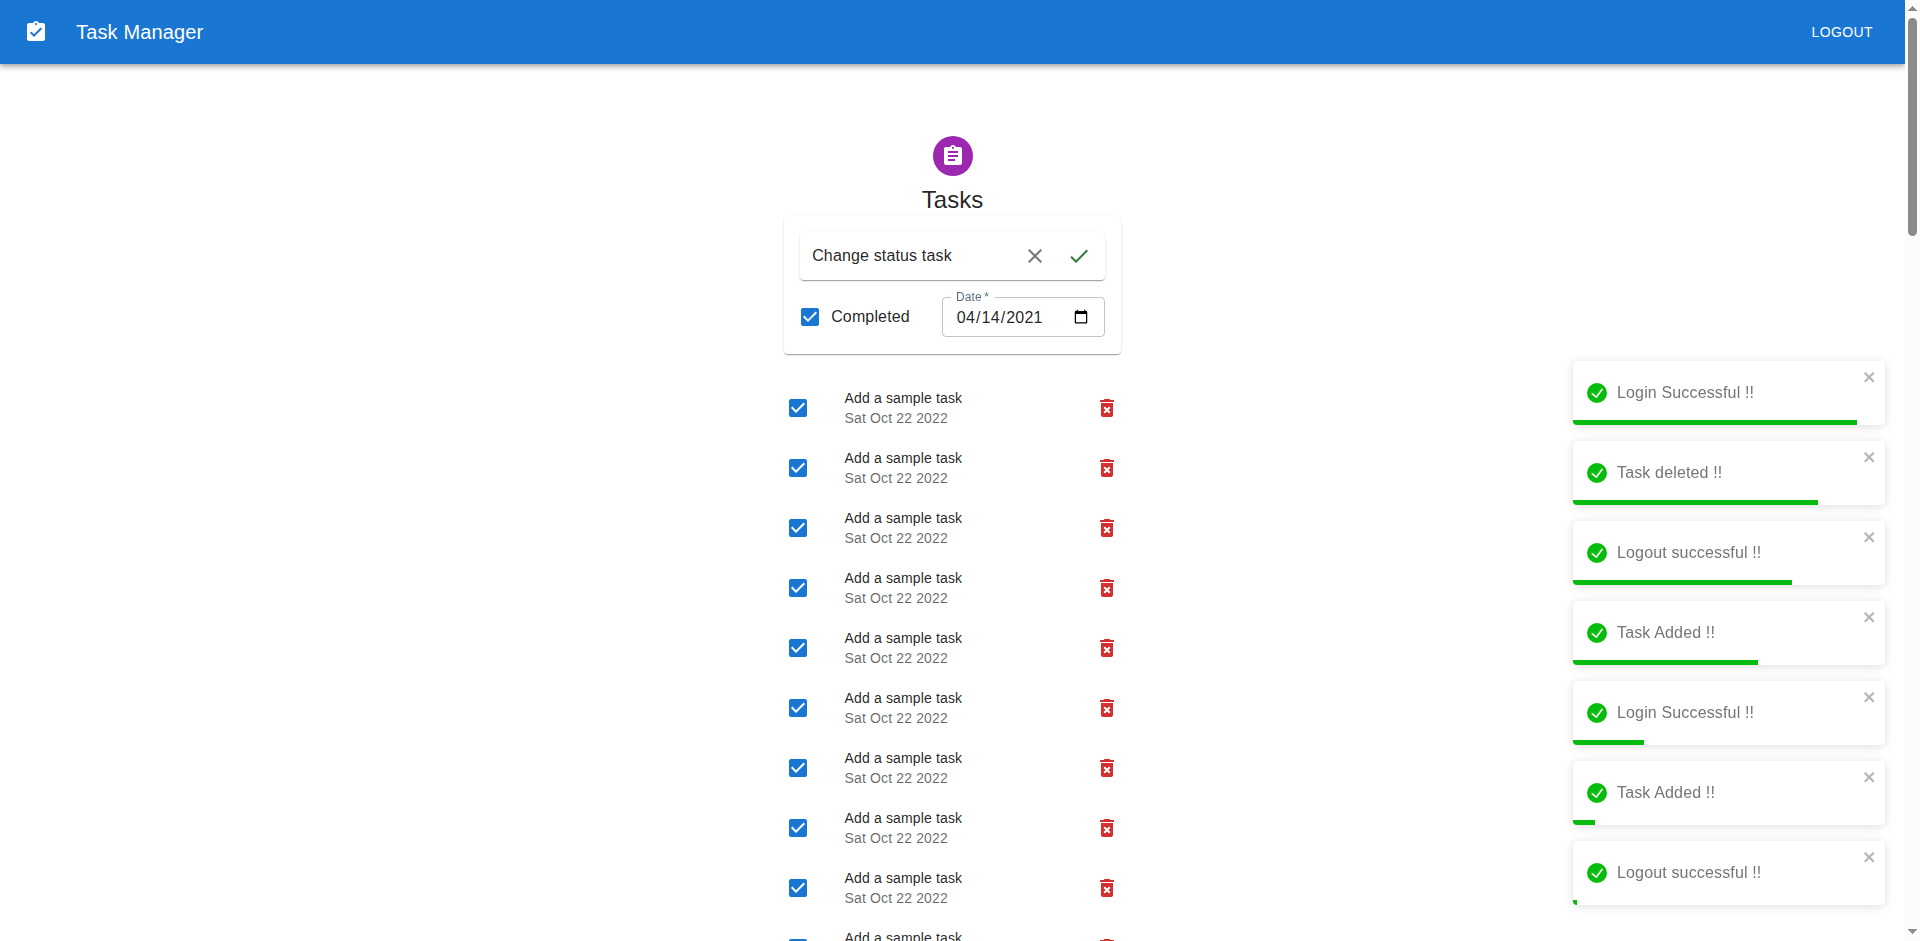 Task Manager
LOGOUT
Tasks
Change status task
Completed
Date *
04/14/2021
Add a sample task
Sat Oct 22 2022
Add a sample task
Sat Oct 22 2022
Add a sample task
Sat Oct 22 2022
Add a sample task
Sat Oct 22 2022
Add a sample task
Sat Oct 22 2022
Add a sample task
Sat Oct 22 2022
Add a sample task
Sat Oct 22 2022
Add a sample task
Sat Oct 22 2022
Add a sample task
Sat Oct 22 2022
Add a sample task
Login Successful !!
Task deleted !!
Logout successful !!
Task Added !!
Login Successful !!
Task Added !!
Logout successful !!